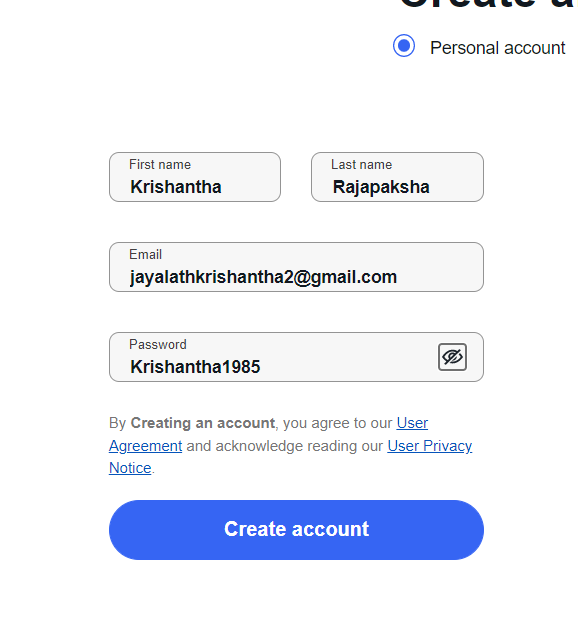 Create a
Personal account
First name
Krishantha
Last name
Rajapaksha
Email
jayalathkrishantha2@gmail.com
Password
Krishantha1985
By Creating an account, you agree to our User
Agreement and acknowledge reading our User Privacy
Notice.
Create account